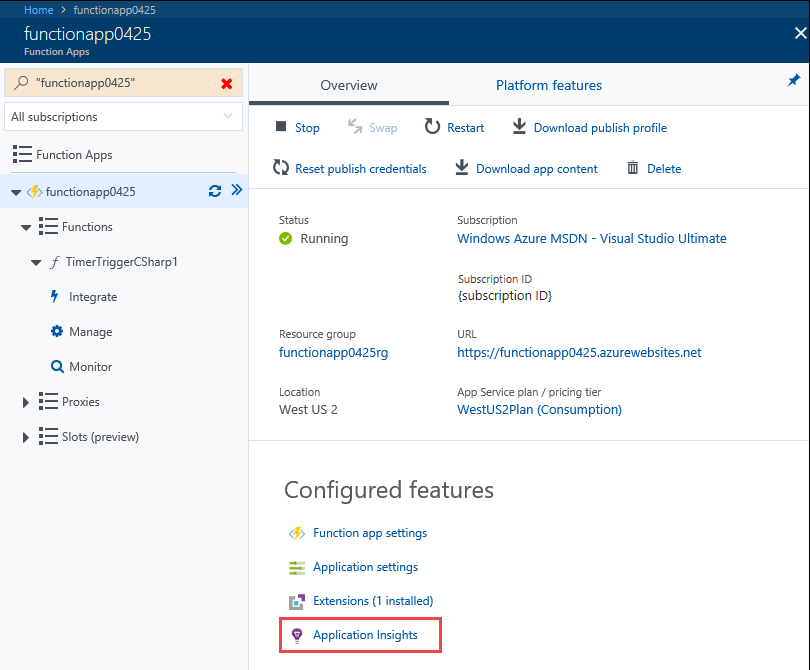 Home > functionapp0425
functionapp0425
Function Apps
"functionapp0425"
All subscriptions
Function Apps
functionapp0425
Functions
TimerTriggerCSharp1
Integrate
Manage
Monitor
Proxies
Slots (preview)
Overview
Platform features
Stop
Swap
Restart
Download publish profile
Reset publish credentials
Download app content
Delete
Status
Running
Subscription
Windows Azure MSDN - Visual Studio Ultimate
Subscription ID
{subscription ID}
Resource group
functionapp0425rg
URL
https://functionapp0425.azurewebsites.net
Location
West US 2
App Service plan / pricing tier
WestUS2Plan (Consumption)
Configured features
Function app settings
Application settings
Extensions (1 installed)
Application Insights